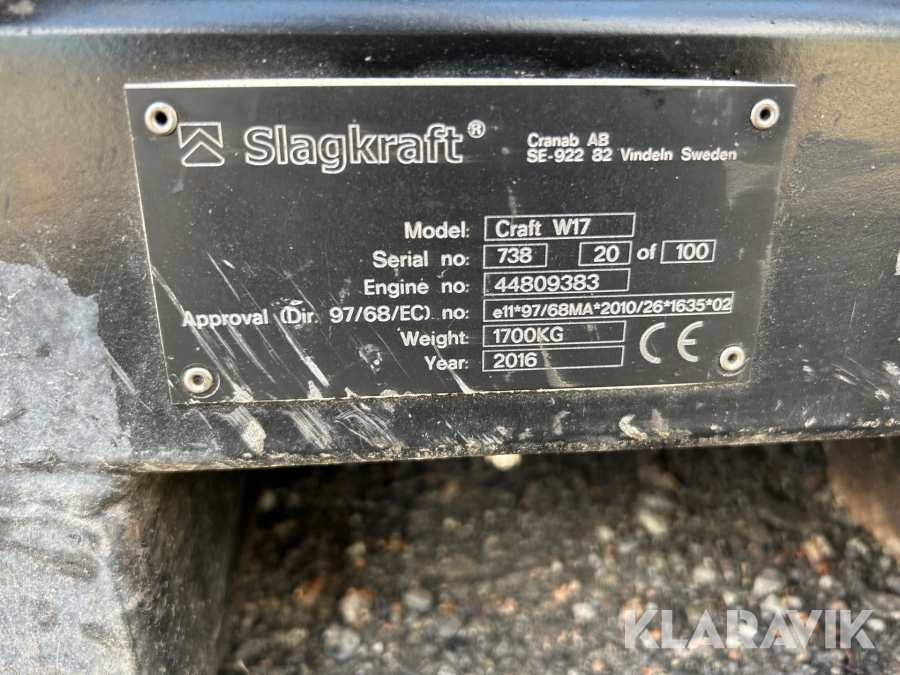 Slagkraft®
Cranab AB
SE-922 82 Vindeln Sweden
Model: Craft W17
Serial no: 738 20 of 100
Engine no: 44809383
Approval (Dir. 97/68/EC) no: e11*97/68MA*2010/26*1635*02
Weight: 1700KG
Year: 2016
CE
KLARAVIK